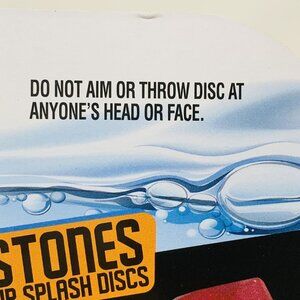 DO NOT AIM OR THROW DISC AT
ANYONE'S HEAD OR FACE.
STONES
SPLASH DISCS